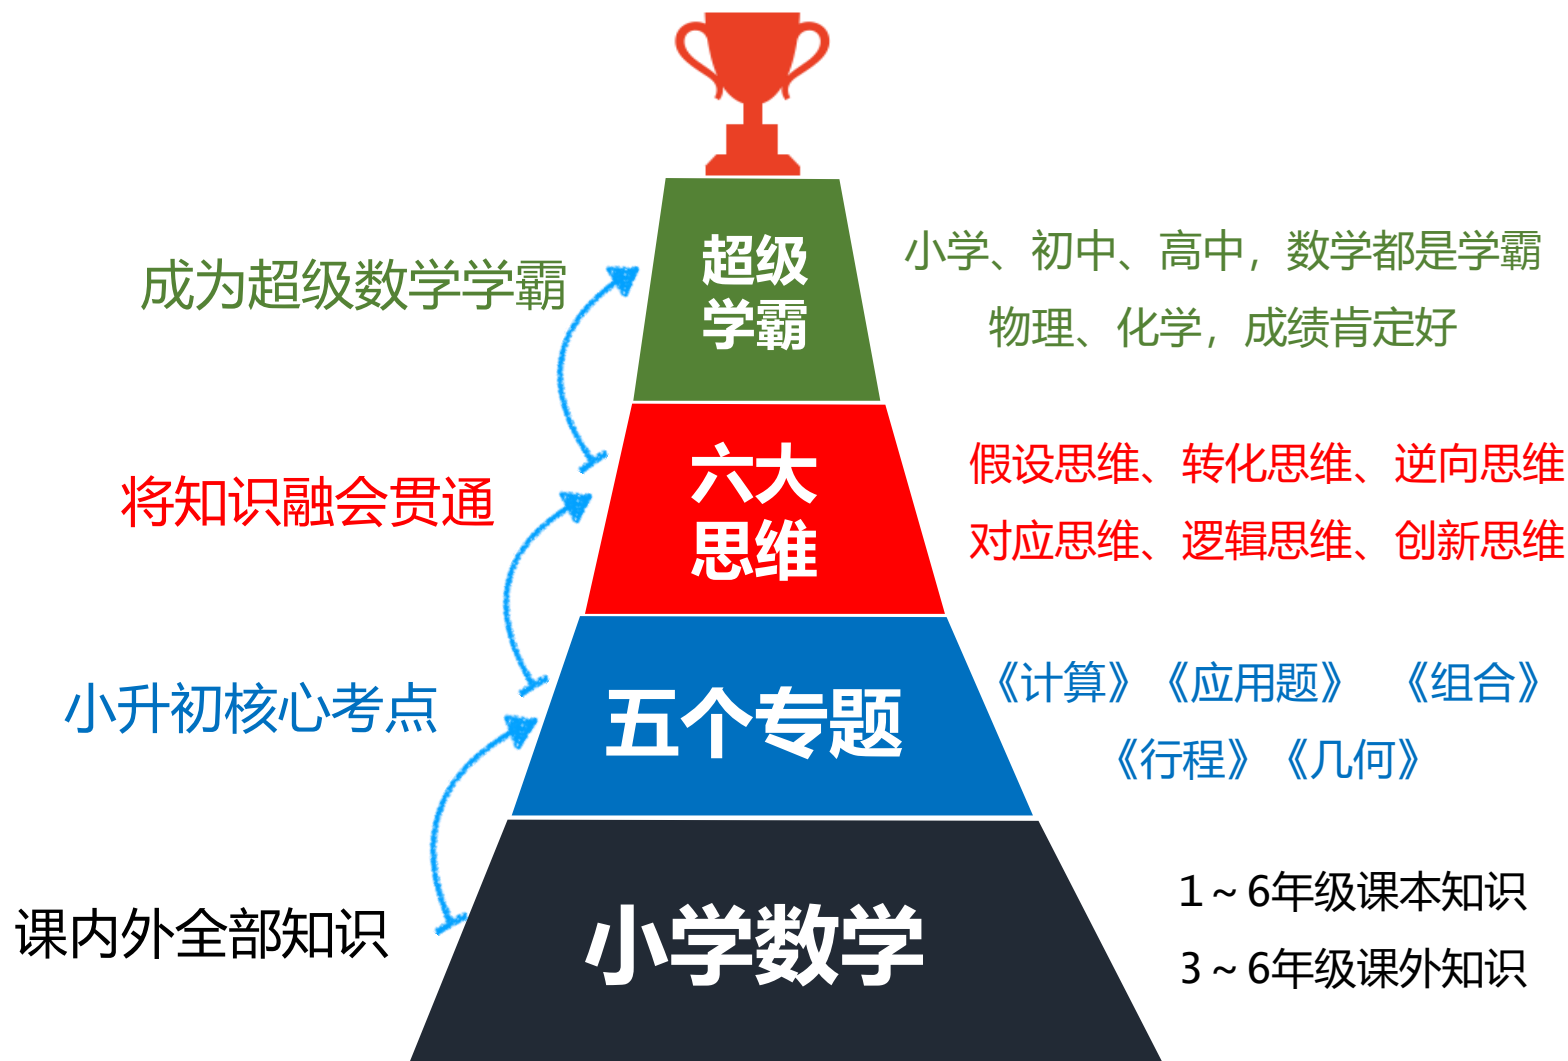 成为超级数学学霸
超级
学霸
小学、初中、高中，数学都是学霸
物理、化学，成绩肯定好
将知识融会贯通
六大
思维
假设思维、转化思维、逆向思维
对应思维、逻辑思维、创新思维
小升初核心考点
五个专题
《计算》《应用题》 《组合》
《行程》《几何》
课内外全部知识
小学数学
1～6年级课本知识
3～6年级课外知识